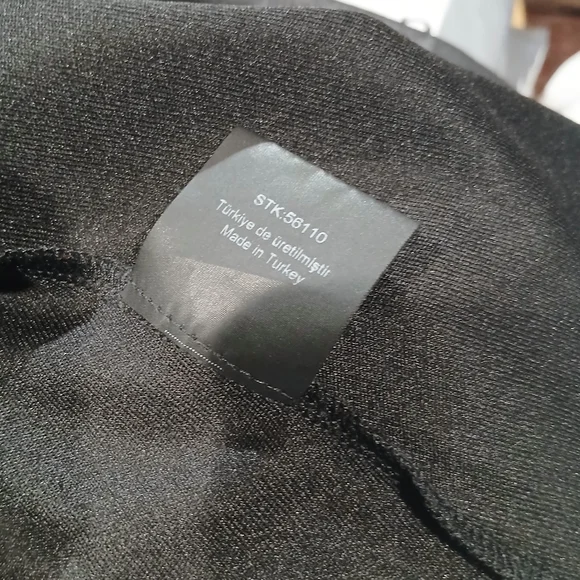 STK:56110
Türkiye de üretilmiştir
Made in Turkey